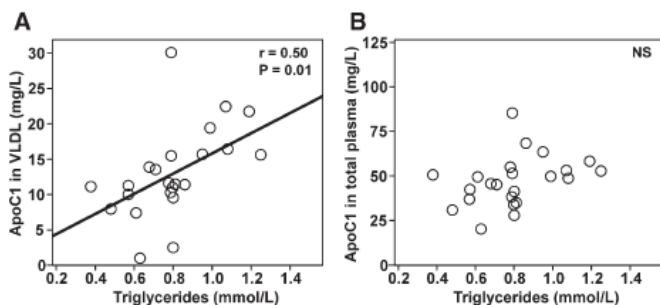 A
ApoC1 in VLDL (mg/L)
30
25
20
15
10
5
0
r = 0.50
P = 0.01
0.2 0.4 0.6 0.8 1.0 1.2 1.4
Triglycerides (mmol/L)
B
ApoC1 in total plasma (mg/L)
125
100
75
50
25
0
NS
0.2 0.4 0.6 0.8 1.0 1.2 1.4
Triglycerides (mmol/L)